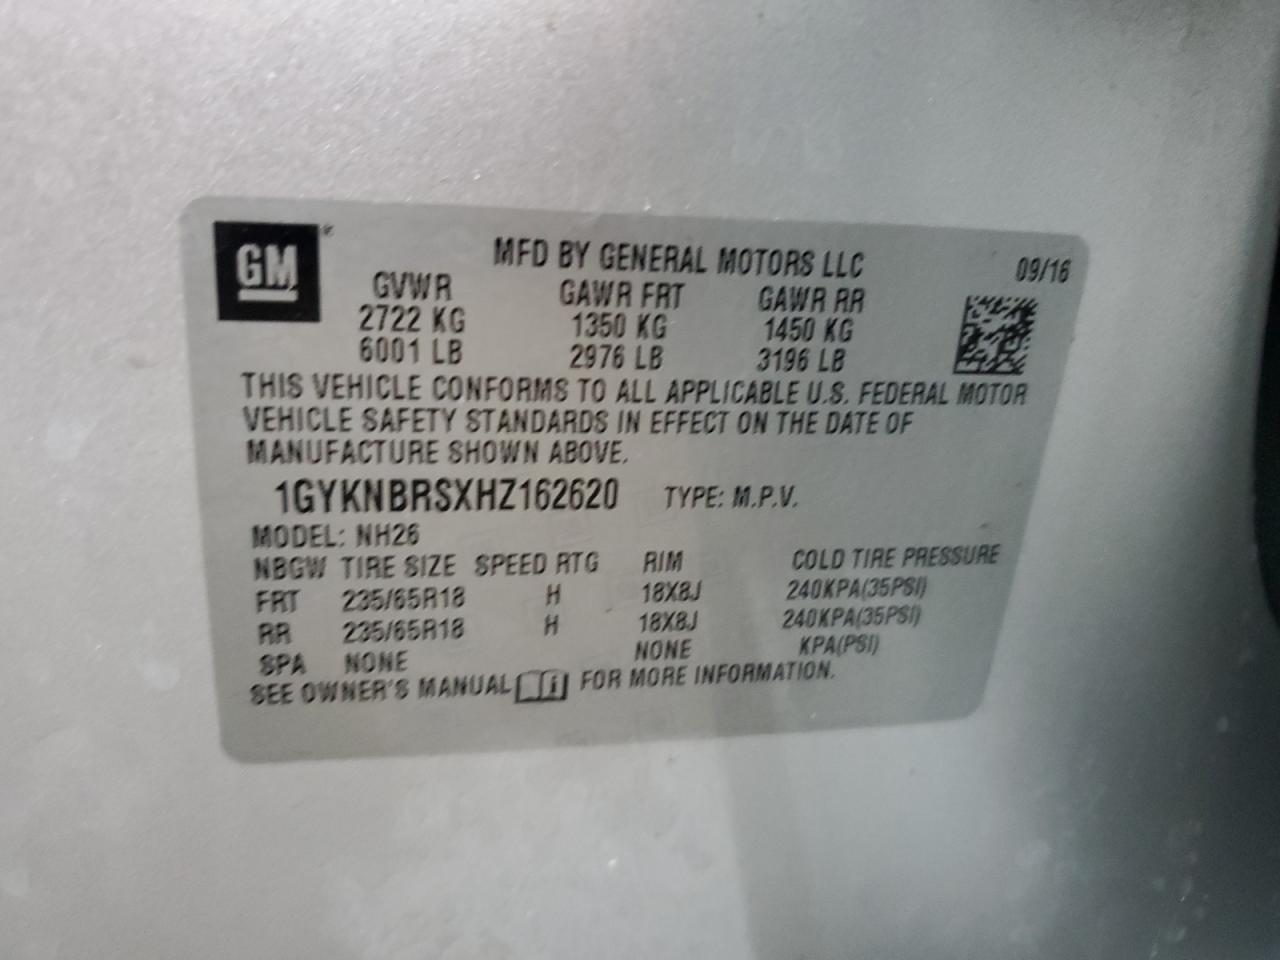 GM®
MFD BY GENERAL MOTORS LLC 09/16
GVWR GAWR FRT GAWR RR
2722 KG 1350 KG 1450 KG
6001 LB 2976 LB 3196 LB
THIS VEHICLE CONFORMS TO ALL APPLICABLE U.S. FEDERAL MOTOR
VEHICLE SAFETY STANDARDS IN EFFECT ON THE DATE OF
MANUFACTURE SHOWN ABOVE.
1GYKNBRSXHZ162620 TYPE: M.P.V.
MODEL: NH26
NBGW TIRE SIZE SPEED RTG RIM COLD TIRE PRESSURE
FRT 235/65R18 H 18X8J 240KPA(35PSI)
RR 235/65R18 H 18X8J 240KPA(35PSI)
SPA NONE NONE KPA(PSI)
SEE OWNER'S MANUAL i FOR MORE INFORMATION.